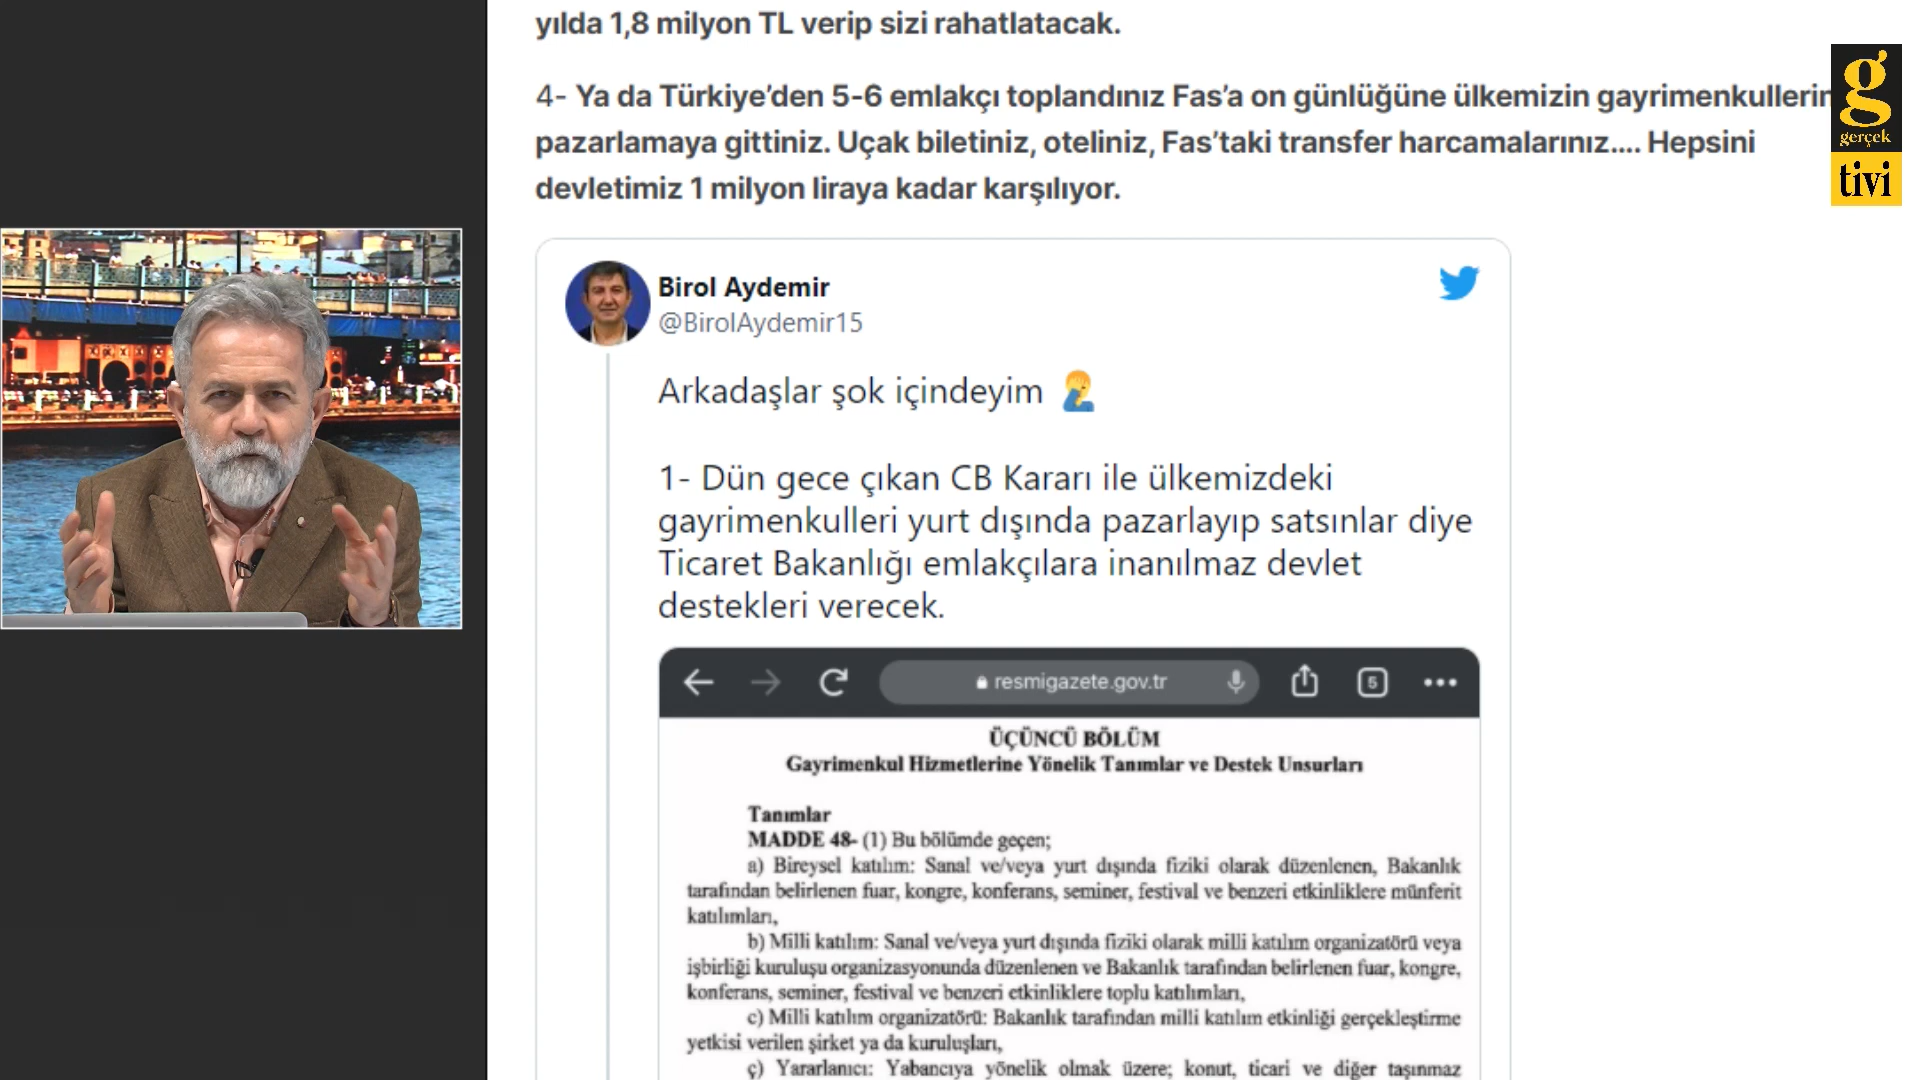 yılda 1,8 milyon TL verip sizi rahatlatacak.
4- Ya da Türkiye’den 5-6 emlakçı toplandınız Fas’a on günlüğüne ülkemizin gayrimenkullerin
pazarlamaya gittiniz. Uçak biletiniz, oteliniz, Fas’taki transfer harcamalarınız.... Hepsini
devletimiz 1 milyon liraya kadar karşılıyor.
g
gerçek
tivi
Birol Aydemir
@BirolAydemir15
Arkadaşlar şok içindeyim 🤦‍♂️
1- Dün gece çıkan CB Kararı ile ülkemizdeki
gayrimenkulleri yurt dışında pazarlayıp satsınlar diye
Ticaret Bakanlığı emlakçılara inanılmaz devlet
destekleri verecek.
resmigazete.gov.tr
5
ÜÇÜNCÜ BÖLÜM
Gayrimenkul Hizmetlerine Yönelik Tanımlar ve Destek Unsurları
Tanımlar
MADDE 48- (1) Bu bölümde geçen;
a) Bireysel katılım: Sanal ve/veya yurt dışında fiziki olarak düzenlenen, Bakanlık
tarafından belirlenen fuar, kongre, konferans, seminer, festival ve benzeri etkinliklere münferit
katılımları,
b) Milli katılım: Sanal ve/veya yurt dışında fiziki olarak milli katılım organizatörü veya
işbirliği kuruluşu organizasyonunda düzenlenen ve Bakanlık tarafından belirlenen fuar, kongre,
konferans, seminer, festival ve benzeri etkinliklere toplu katılımları,
c) Milli katılım organizatörü: Bakanlık tarafından milli katılım etkinliği gerçekleştirme
yetkisi verilen şirket ya da kuruluşları,
ç) Yararlanıcı: Yabancıya yönelik olmak üzere; konut, ticari ve diğer taşınmaz